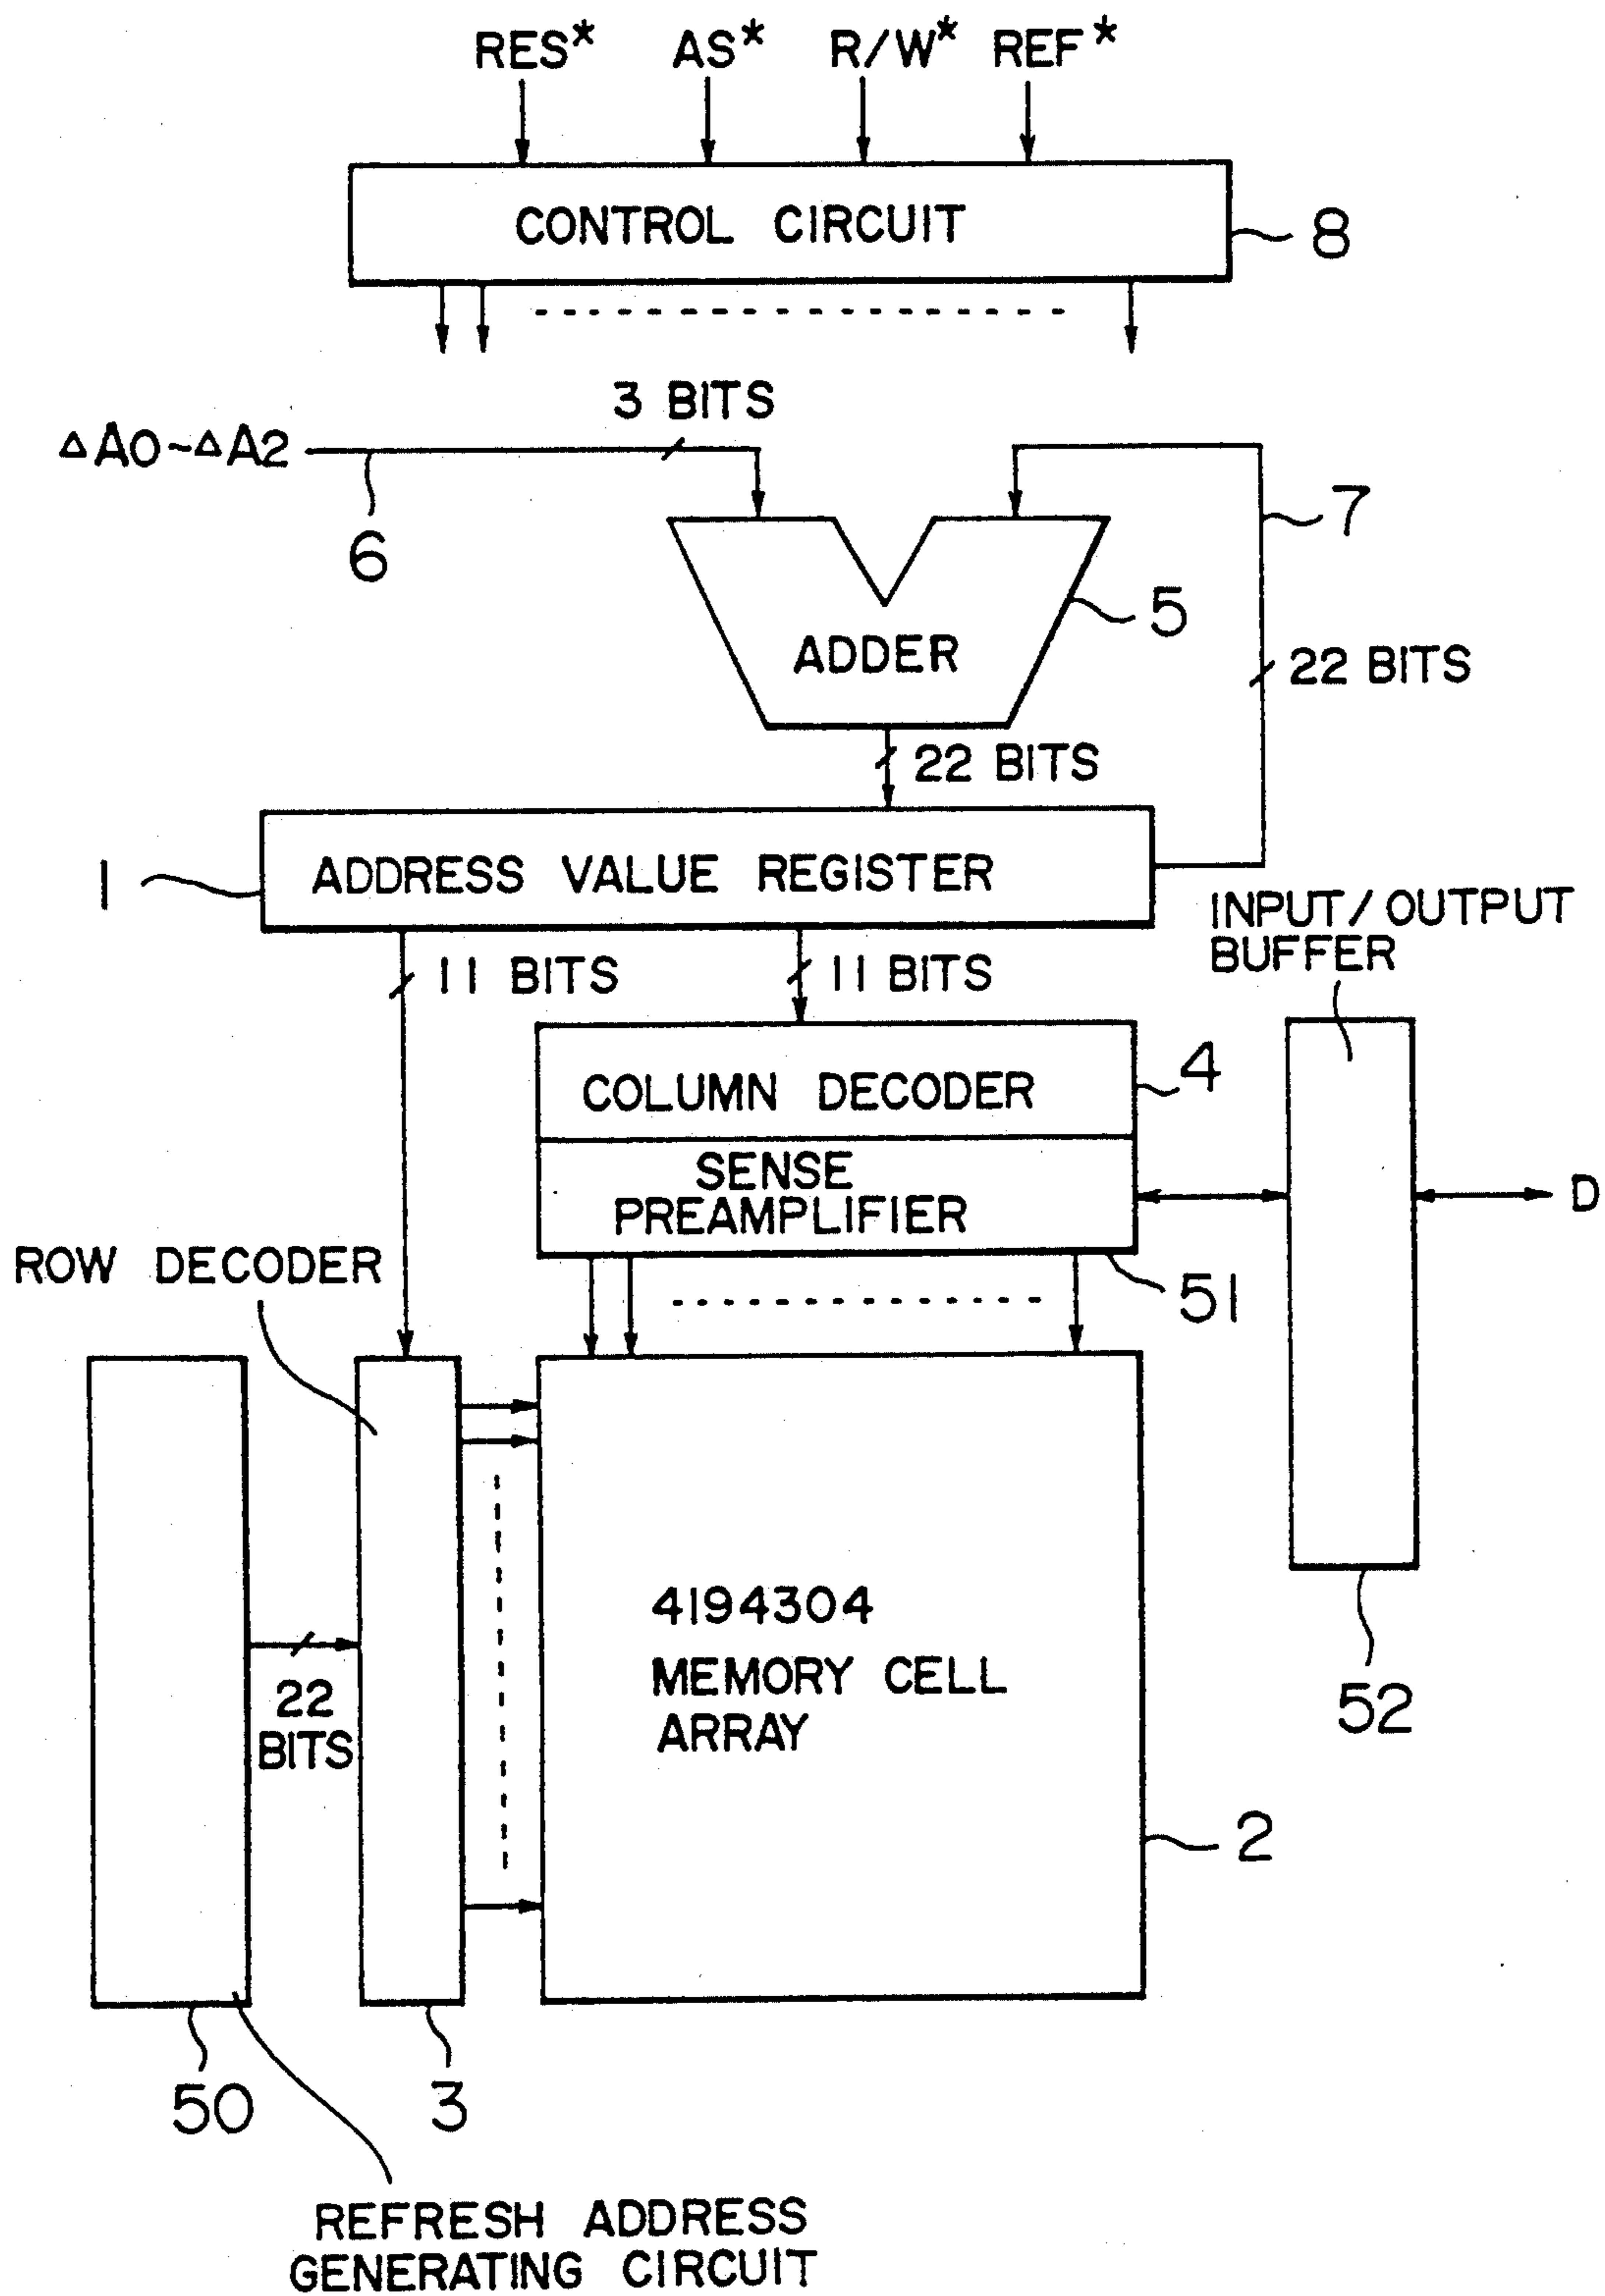 RES* AS* R/W* REF*
CONTROL CIRCUIT
8
3 BITS
△A0~△A2
6
7
5
ADDER
22 BITS
22 BITS
1
ADDRESS VALUE REGISTER
INPUT/OUTPUT
BUFFER
11 BITS
11 BITS
COLUMN DECODER
4
SENSE
PREAMPLIFIER
D
ROW DECODER
51
4194304
MEMORY CELL
ARRAY
22
BITS
52
2
50
3
REFRESH ADDRESS
GENERATING CIRCUIT